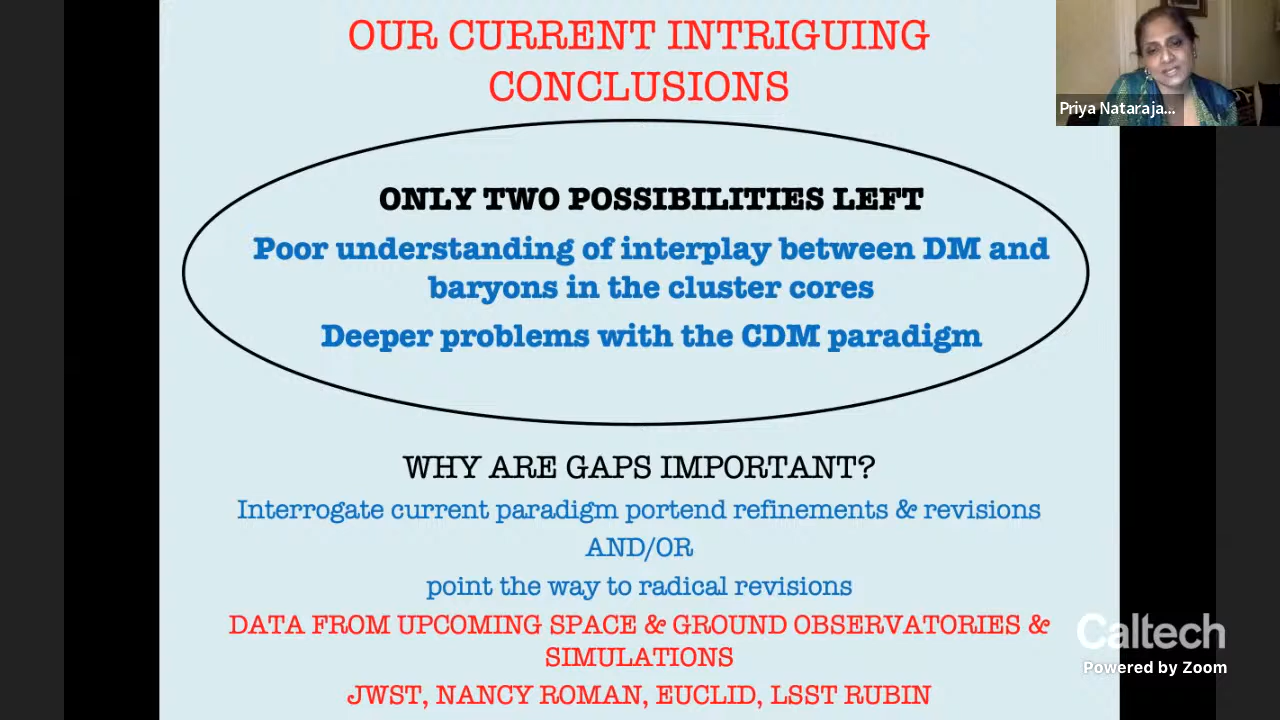 OUR CURRENT INTRIGUING
CONCLUSIONS
Priya Nataraja...
ONLY TWO POSSIBILITIES LEFT
Poor understanding of interplay between DM and
baryons in the cluster cores
Deeper problems with the CDM paradigm
WHY ARE GAPS IMPORTANT?
Interrogate current paradigm portend refinements & revisions
AND/OR
point the way to radical revisions
DATA FROM UPCOMING SPACE & GROUND OBSERVATORIES &
SIMULATIONS
JWST, NANCY ROMAN, EUCLID, LSST RUBIN
Caltech
Powered by Zoom